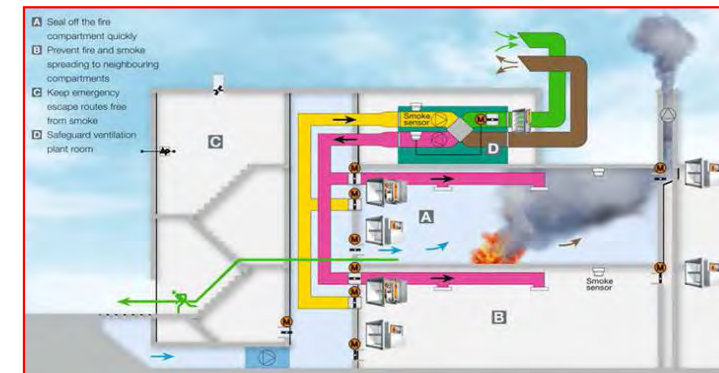 A Seal off the fire
compartment quickly
B Prevent fire and smoke
spreading to neighbouring
compartments
C Keep emergency
escape routes free
from smoke
D Safeguard ventilation
plant room
Smoke
sensor
M
D
C
Δp
M
M
A
M
M
M
Smoke
sensor
M
M
B
M
M